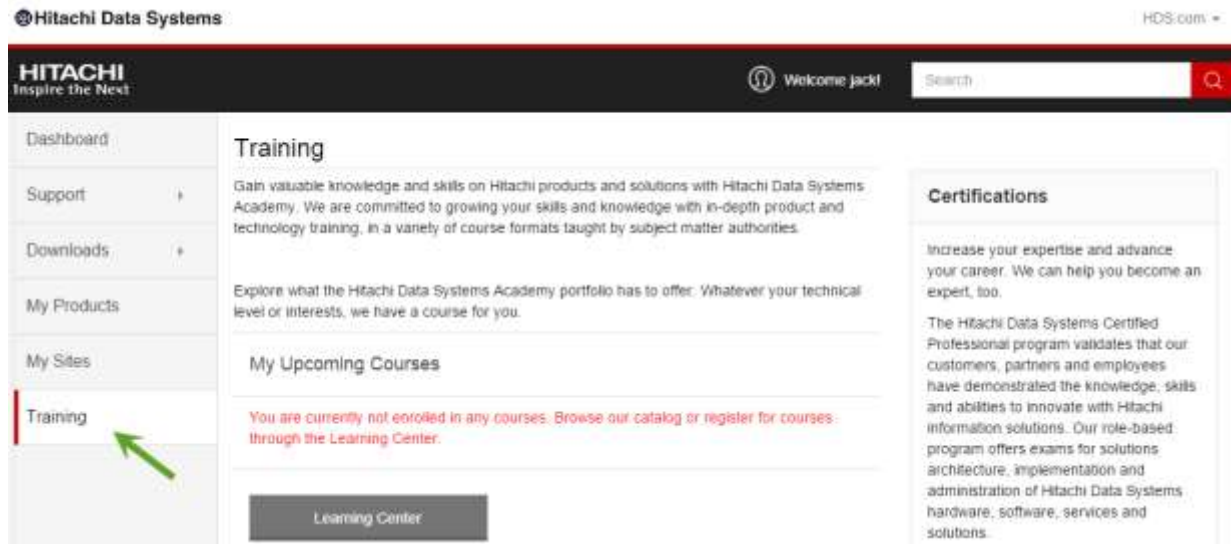 Hitachi Data Systems
HDS.com
HITACHI
Inspire the Next
Welcome jack!
Search
Dashboard
Support
Downloads
My Products
My Sites
Training
Training
Gain valuable knowledge and skills on Hitachi products and solutions with Hitachi Data Systems
Academy. We are committed to growing your skills and knowledge with in-depth product and
technology training, in a variety of course formats taught by subject matter authorities.
Explore what the Hitachi Data Systems Academy portfolio has to offer. Whatever your technical
level or interests, we have a course for you.
My Upcoming Courses
You are currently not enrolled in any courses. Browse our catalog or register for courses
through the Learning Center.
Learning Center
Certifications
Increase your expertise and advance
your career. We can help you become an
expert, too.
The Hitachi Data Systems Certified
Professional program validates that our
customers, partners and employees
have demonstrated the knowledge, skills
and abilities to innovate with Hitachi
information solutions. Our role-based
program offers exams for solutions
architecture, implementation and
administration of Hitachi Data Systems
hardware, software, services and
solutions.